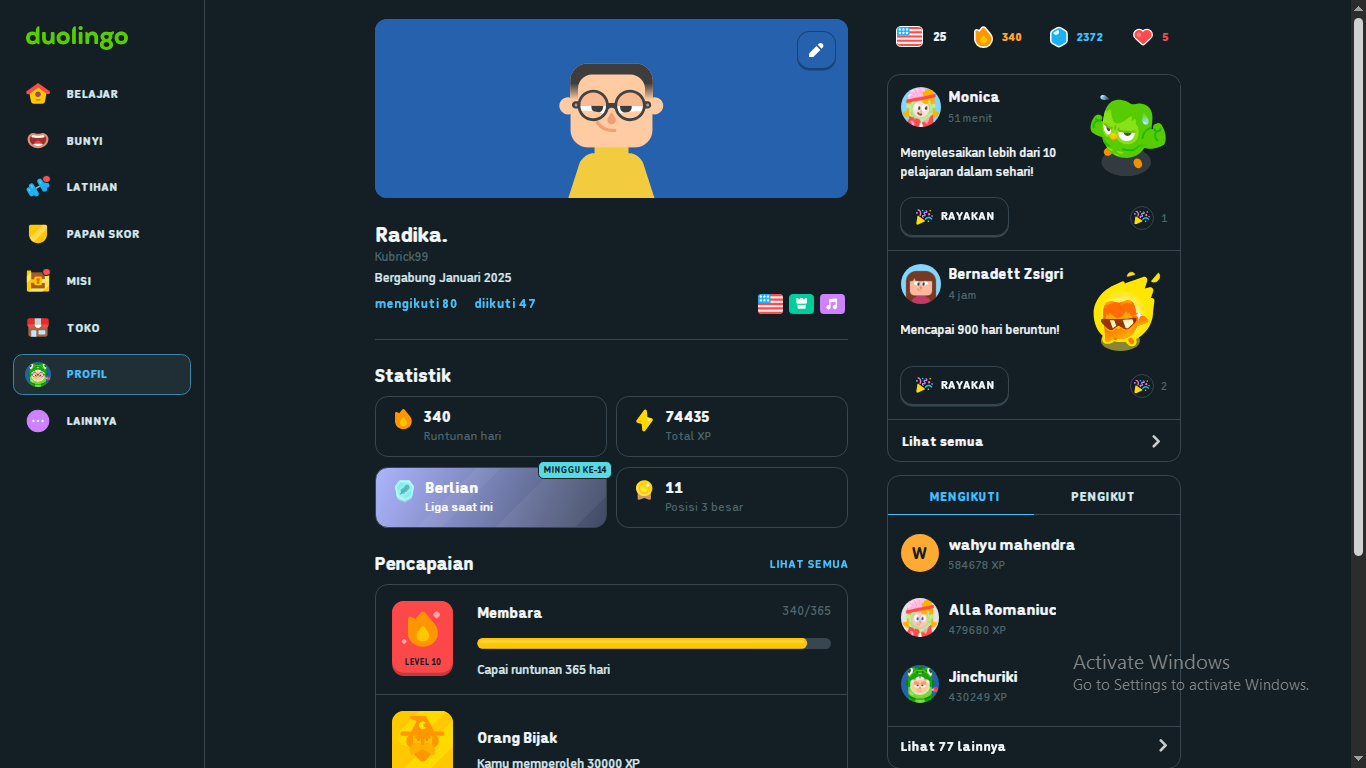 duolingo
BELAJAR
BUNYI
LATIHAN
PAPAN SKOR
MISI
TOKO
PROFIL
LAINNYA
Radika.
Kubrick99
Bergabung Januari 2025
mengikuti 80 diikuti 47
Statistik
340
Runtunan hari
74435
Total XP
MINGGU KE-14
Berlian
Liga saat ini
11
Posisi 3 besar
Pencapaian
LIHAT SEMUA
LEVEL 10
Membara
340/365
Capai runtunan 365 hari
Orang Bijak
Kamu memperoleh 30000 XP
25 340 2372 5
Monica
51 menit
Menyelesaikan lebih dari 10
pelajaran dalam sehari!
RAYAKAN
1
Bernadett Zsigri
4 jam
Mencapai 900 hari beruntun!
RAYAKAN
2
Lihat semua
MENGIKUTI PENGIKUT
W
wahyu mahendra
584678 XP
Alla Romaniuc
479680 XP
Jinchuriki
430249 XP
Lihat 77 lainnya
Activate Windows
Go to Settings to activate Windows.